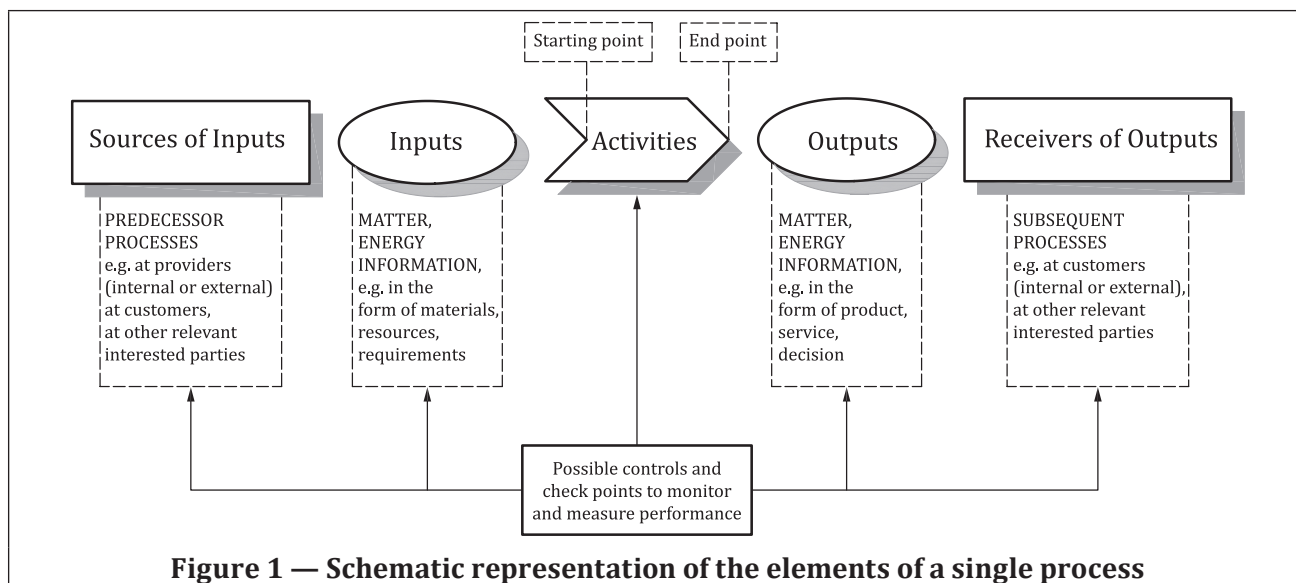 Starting point
End point
Sources of Inputs
Inputs
Activities
Outputs
Receivers of Outputs
PREDECESSOR
PROCESSES
e.g. at providers
(internal or external)
at customers,
at other relevant
interested parties
MATTER,
ENERGY
INFORMATION,
e.g. in the
form of materials,
resources,
requirements
MATTER,
ENERGY
INFORMATION,
e.g. in the
form of product,
service,
decision
SUBSEQUENT
PROCESSES
e.g. at customers
(internal or external),
at other relevant
interested parties
Possible controls and
check points to monitor
and measure performance
Figure 1 — Schematic representation of the elements of a single process